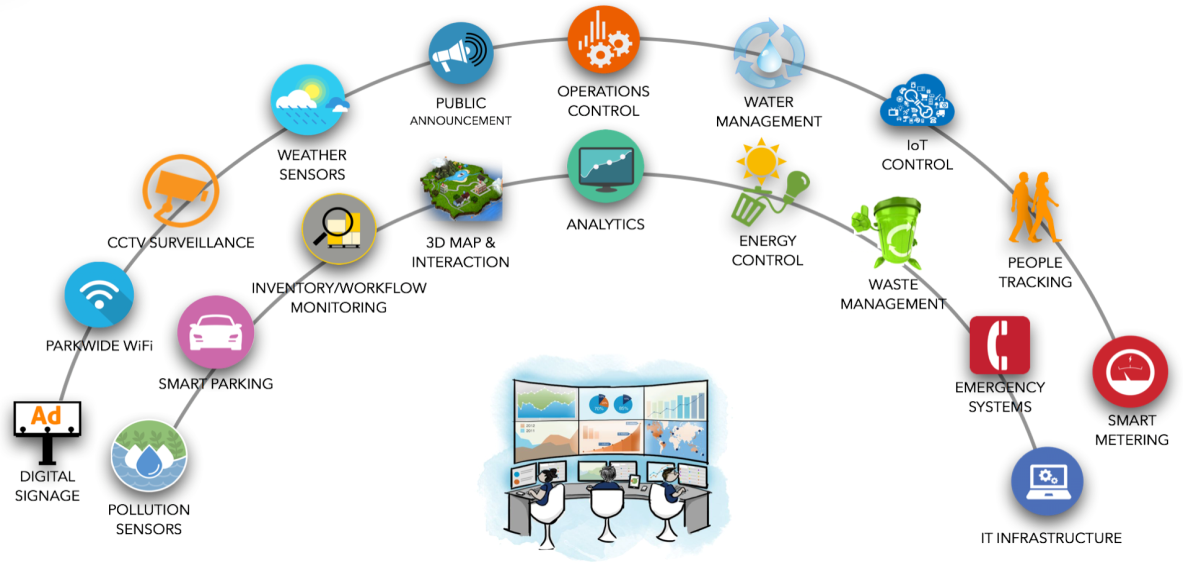 OPERATIONS
CONTROL
PUBLIC
ANNOUNCEMENT
WATER
MANAGEMENT
WEATHER
SENSORS
IoT
CONTROL
CCTV SURVEILLANCE
PEOPLE
TRACKING
PARKWIDE WiFi
SMART
METERING
Ad
DIGITAL
SIGNAGE
ANALYTICS
3D MAP &
INTERACTION
ENERGY
CONTROL
INVENTORY/WORKFLOW
MONITORING
WASTE
MANAGEMENT
SMART PARKING
EMERGENCY
SYSTEMS
POLLUTION
SENSORS
IT INFRASTRUCTURE